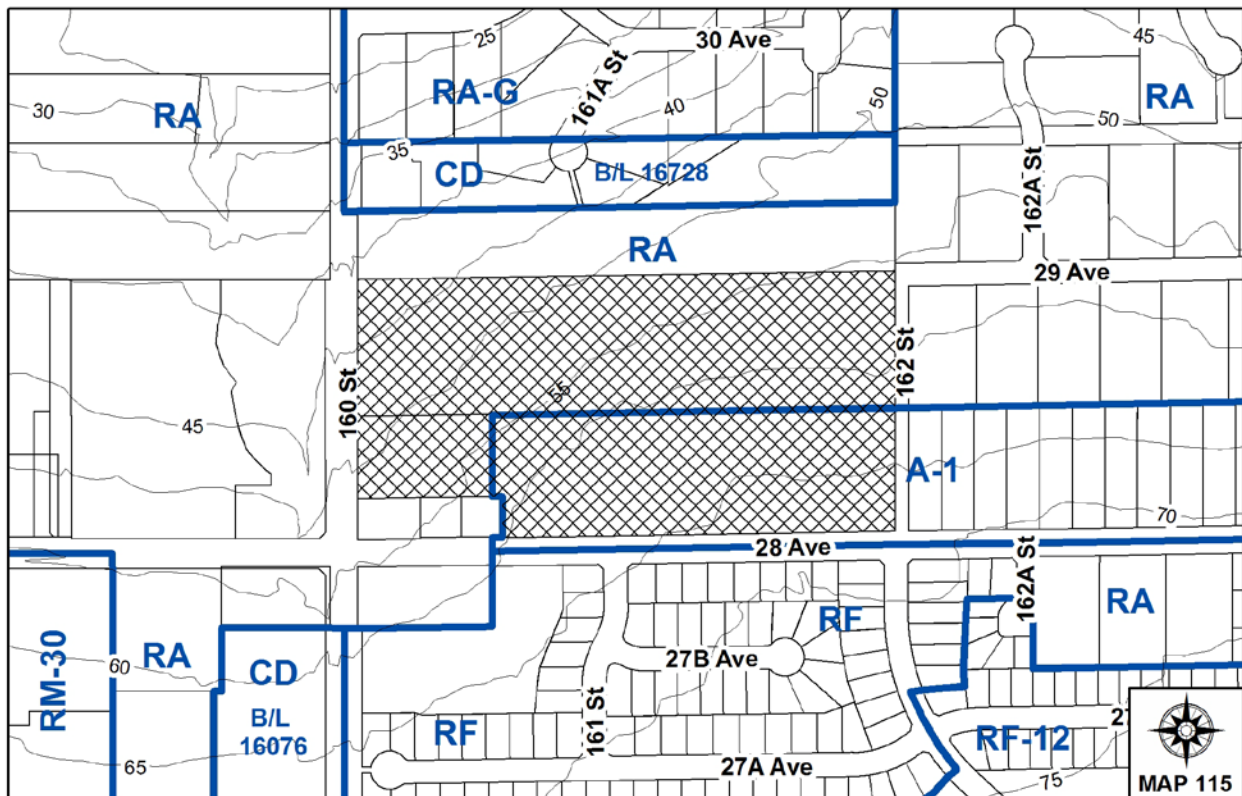 25
30 Ave
45
RA-G
161A St
40
50
RA
RA
30
50
35
CD
B/L 16728
162A St
RA
29 Ave
160 St
162 St
55
45
A-1
70
28 Ave
162A St
RM-30
RA
60
CD
B/L
16076
RF
27B Ave
RA
161 St
RF
27A Ave
RF-12
27
65
75
MAP 115